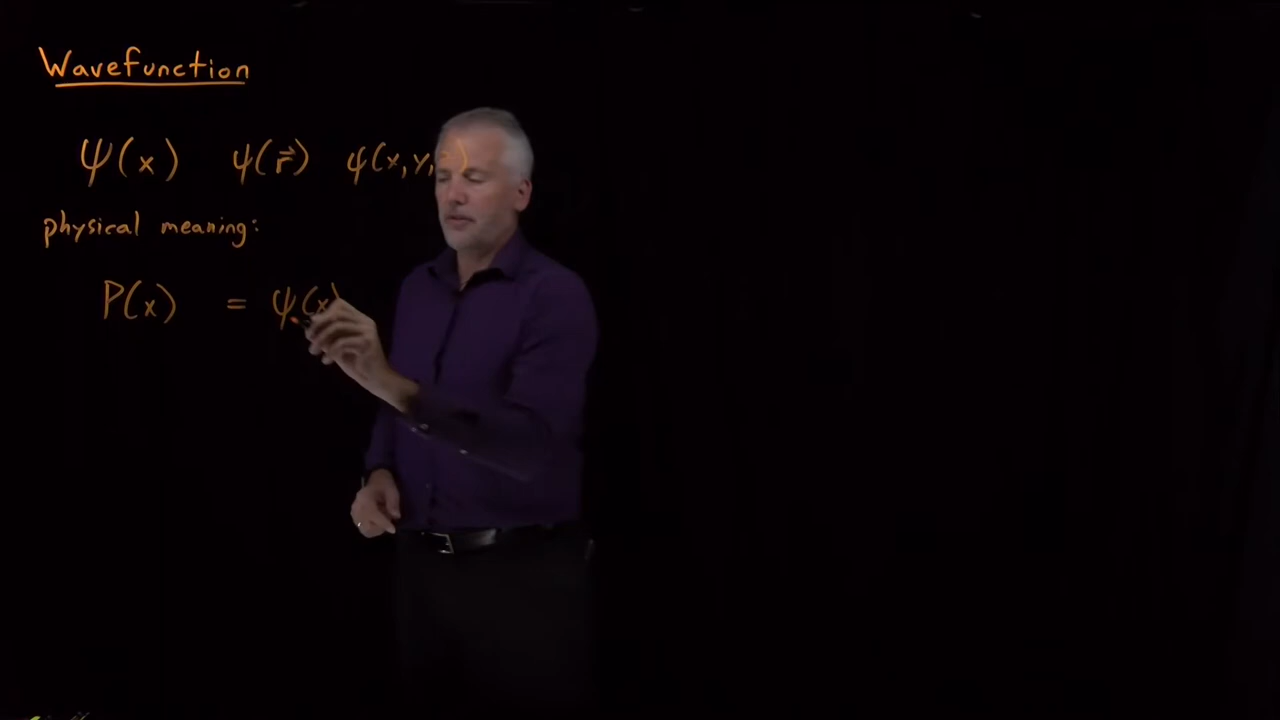 Wavefunction
ψ(x) ψ(r⃗) ψ(x,y,z)
physical meaning:
P(x) = ψ(x)